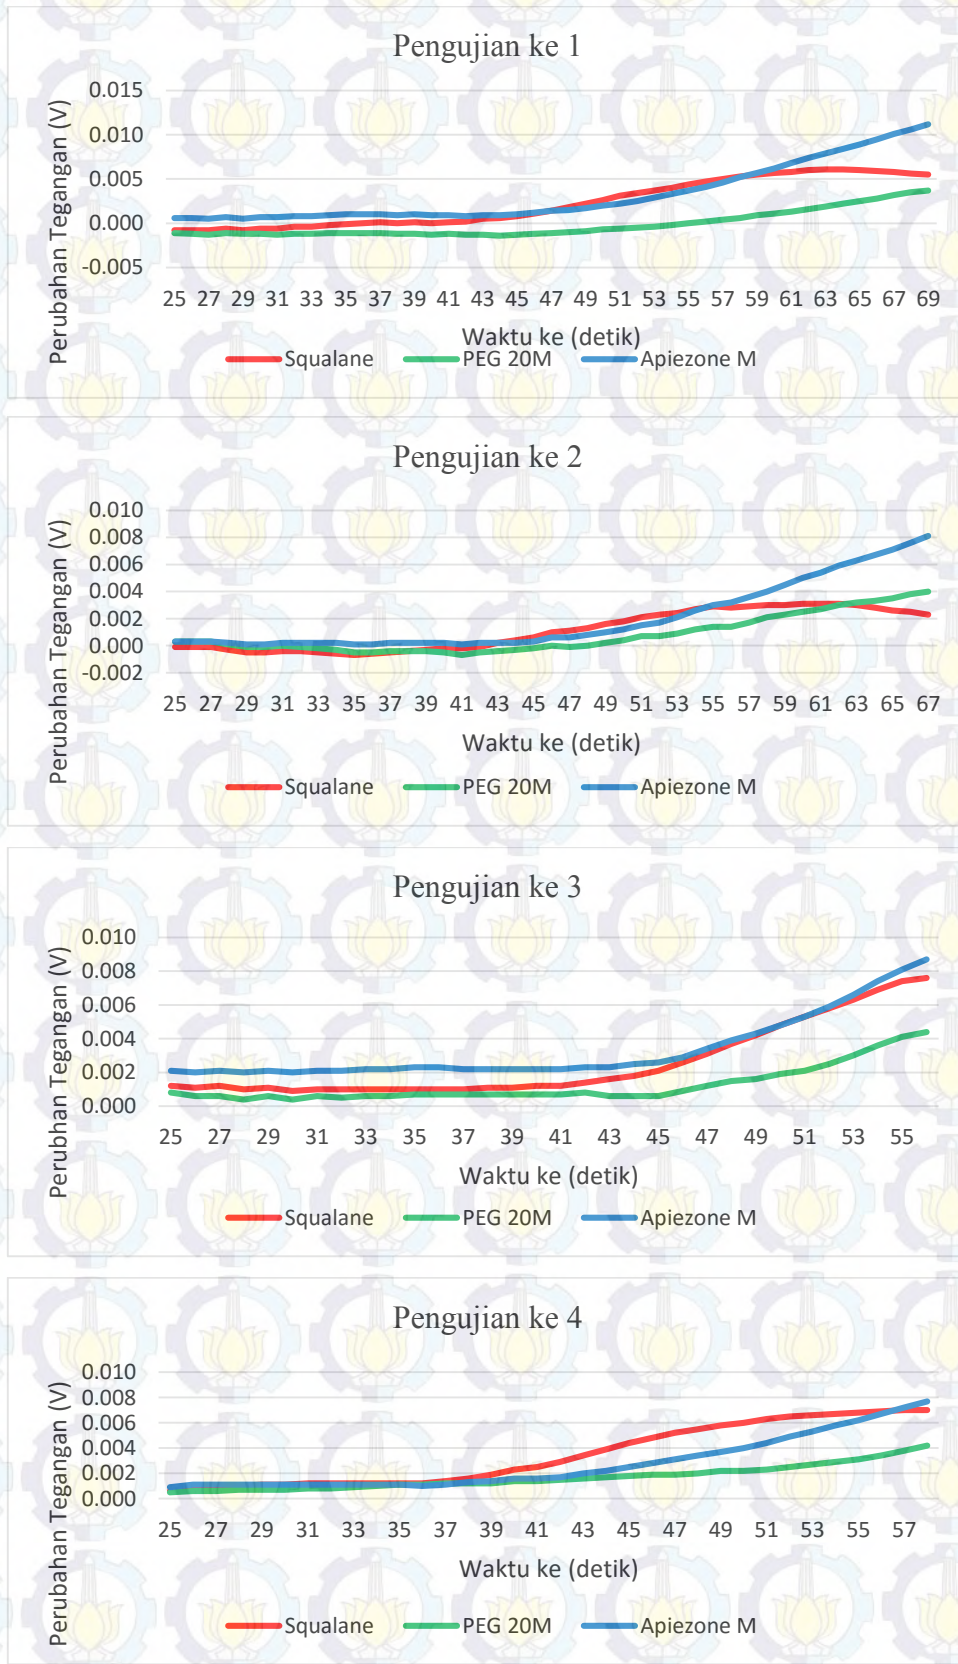 Pengujian ke 1
Perubahan Tegangan (V)
0.015
0.010
0.005
0.000
-0.005
25 27 29 31 33 35 37 39 41 43 45 47 49 51 53 55 57 59 61 63 65 67 69
Waktu ke (detik)
Squalane PEG 20M Apiezone M
Pengujian ke 2
Perubahan Tegangan (V)
0.010
0.008
0.006
0.004
0.002
0.000
-0.002
25 27 29 31 33 35 37 39 41 43 45 47 49 51 53 55 57 59 61 63 65 67
Waktu ke (detik)
Squalane PEG 20M Apiezone M
Pengujian ke 3
Perubhan Tegangan (V)
0.010
0.008
0.006
0.004
0.002
0.000
25 27 29 31 33 35 37 39 41 43 45 47 49 51 53 55
Waktu ke (detik)
Squalane PEG 20M Apiezone M
Pengujian ke 4
Perubahan Tegangan (V)
0.010
0.008
0.006
0.004
0.002
0.000
25 27 29 31 33 35 37 39 41 43 45 47 49 51 53 55 57
Waktu ke (detik)
Squalane PEG 20M Apiezone M